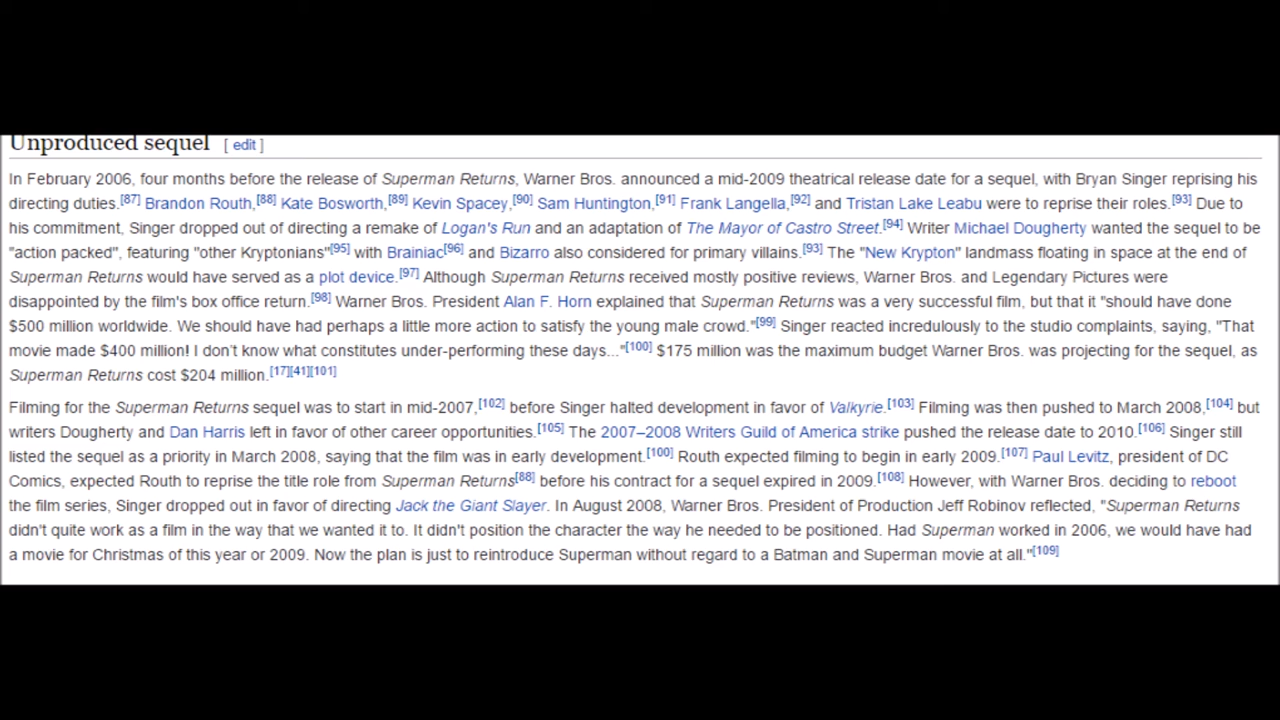 Unproduced sequel [ edit ]
In February 2006, four months before the release of Superman Returns, Warner Bros. announced a mid-2009 theatrical release date for a sequel, with Bryan Singer reprising his
directing duties.[87] Brandon Routh,[88] Kate Bosworth,[89] Kevin Spacey,[90] Sam Huntington,[91] Frank Langella,[92] and Tristan Lake Leabu were to reprise their roles.[93] Due to
his commitment, Singer dropped out of directing a remake of Logan's Run and an adaptation of The Mayor of Castro Street.[94] Writer Michael Dougherty wanted the sequel to be
"action packed", featuring "other Kryptonians"[95] with Brainiac[96] and Bizarro also considered for primary villains.[93] The "New Krypton" landmass floating in space at the end of
Superman Returns would have served as a plot device.[97] Although Superman Returns received mostly positive reviews, Warner Bros. and Legendary Pictures were
disappointed by the film's box office return.[98] Warner Bros. President Alan F. Horn explained that Superman Returns was a very successful film, but that it "should have done
$500 million worldwide. We should have had perhaps a little more action to satisfy the young male crowd."[99] Singer reacted incredulously to the studio complaints, saying, "That
movie made $400 million! I don't know what constitutes under-performing these days..."[100] $175 million was the maximum budget Warner Bros. was projecting for the sequel, as
Superman Returns cost $204 million.[17][41][101]
Filming for the Superman Returns sequel was to start in mid-2007,[102] before Singer halted development in favor of Valkyrie.[103] Filming was then pushed to March 2008,[104] but
writers Dougherty and Dan Harris left in favor of other career opportunities.[105] The 2007–2008 Writers Guild of America strike pushed the release date to 2010.[106] Singer still
listed the sequel as a priority in March 2008, saying that the film was in early development.[100] Routh expected filming to begin in early 2009.[107] Paul Levitz, president of DC
Comics, expected Routh to reprise the title role from Superman Returns[88] before his contract for a sequel expired in 2009.[108] However, with Warner Bros. deciding to reboot
the film series, Singer dropped out in favor of directing Jack the Giant Slayer. In August 2008, Warner Bros. President of Production Jeff Robinov reflected, "Superman Returns
didn't quite work as a film in the way that we wanted it to. It didn't position the character the way he needed to be positioned. Had Superman worked in 2006, we would have had
a movie for Christmas of this year or 2009. Now the plan is just to reintroduce Superman without regard to a Batman and Superman movie at all."[109]